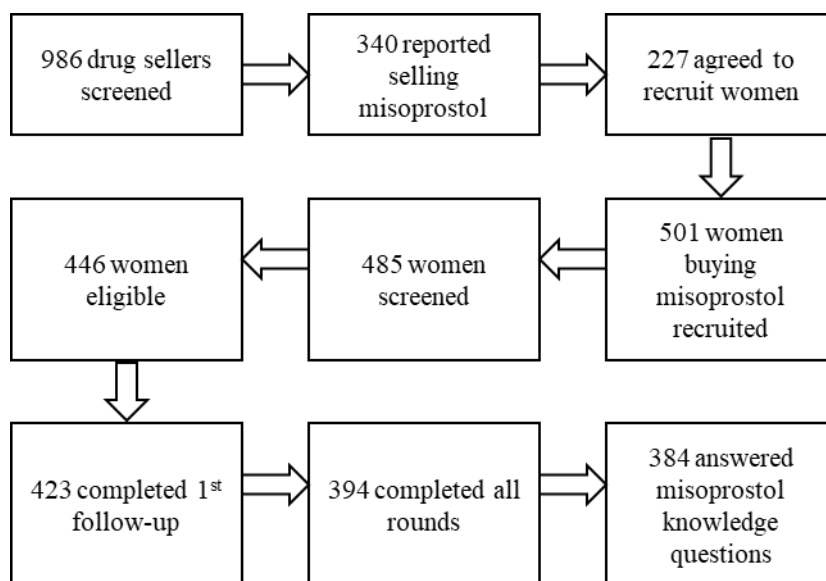 986 drug sellers
screened
340 reported
selling
misoprostol
227 agreed to
recruit women
501 women
buying
misoprostol
recruited
485 women
screened
446 women
eligible
423 completed 1st
follow-up
394 completed all
rounds
384 answered
misoprostol
knowledge
questions